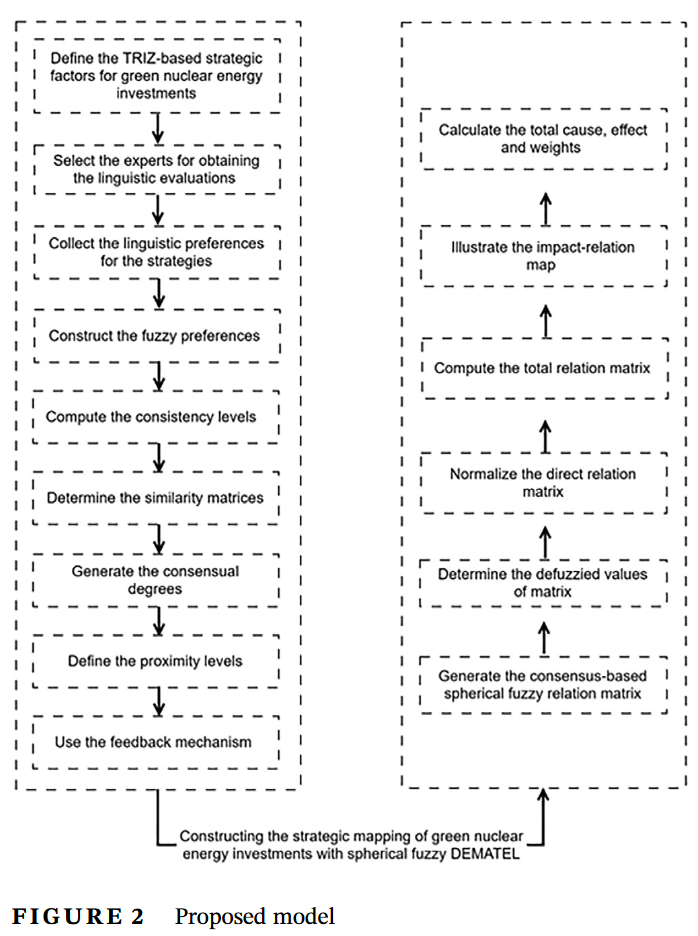 Define the TRIZ-based strategic
factors for green nuclear energy
investments
Select the experts for obtaining
the linguistic evaluations
Collect the linguistic preferences
for the strategies
Construct the fuzzy preferences
Compute the consistency levels
Determine the similarity matrices
Generate the consensual
degrees
Define the proximity levels
Use the feedback mechanism
Constructing the strategic mapping of green nuclear
energy investments with spherical fuzzy DEMATEL
Generate the consensus-based
spherical fuzzy relation matrix
Determine the defuzzied values
of matrix
Normalize the direct relation
matrix
Compute the total relation matrix
Illustrate the impact-relation
map
Calculate the total cause, effect
and weights
FIGURE 2 Proposed model